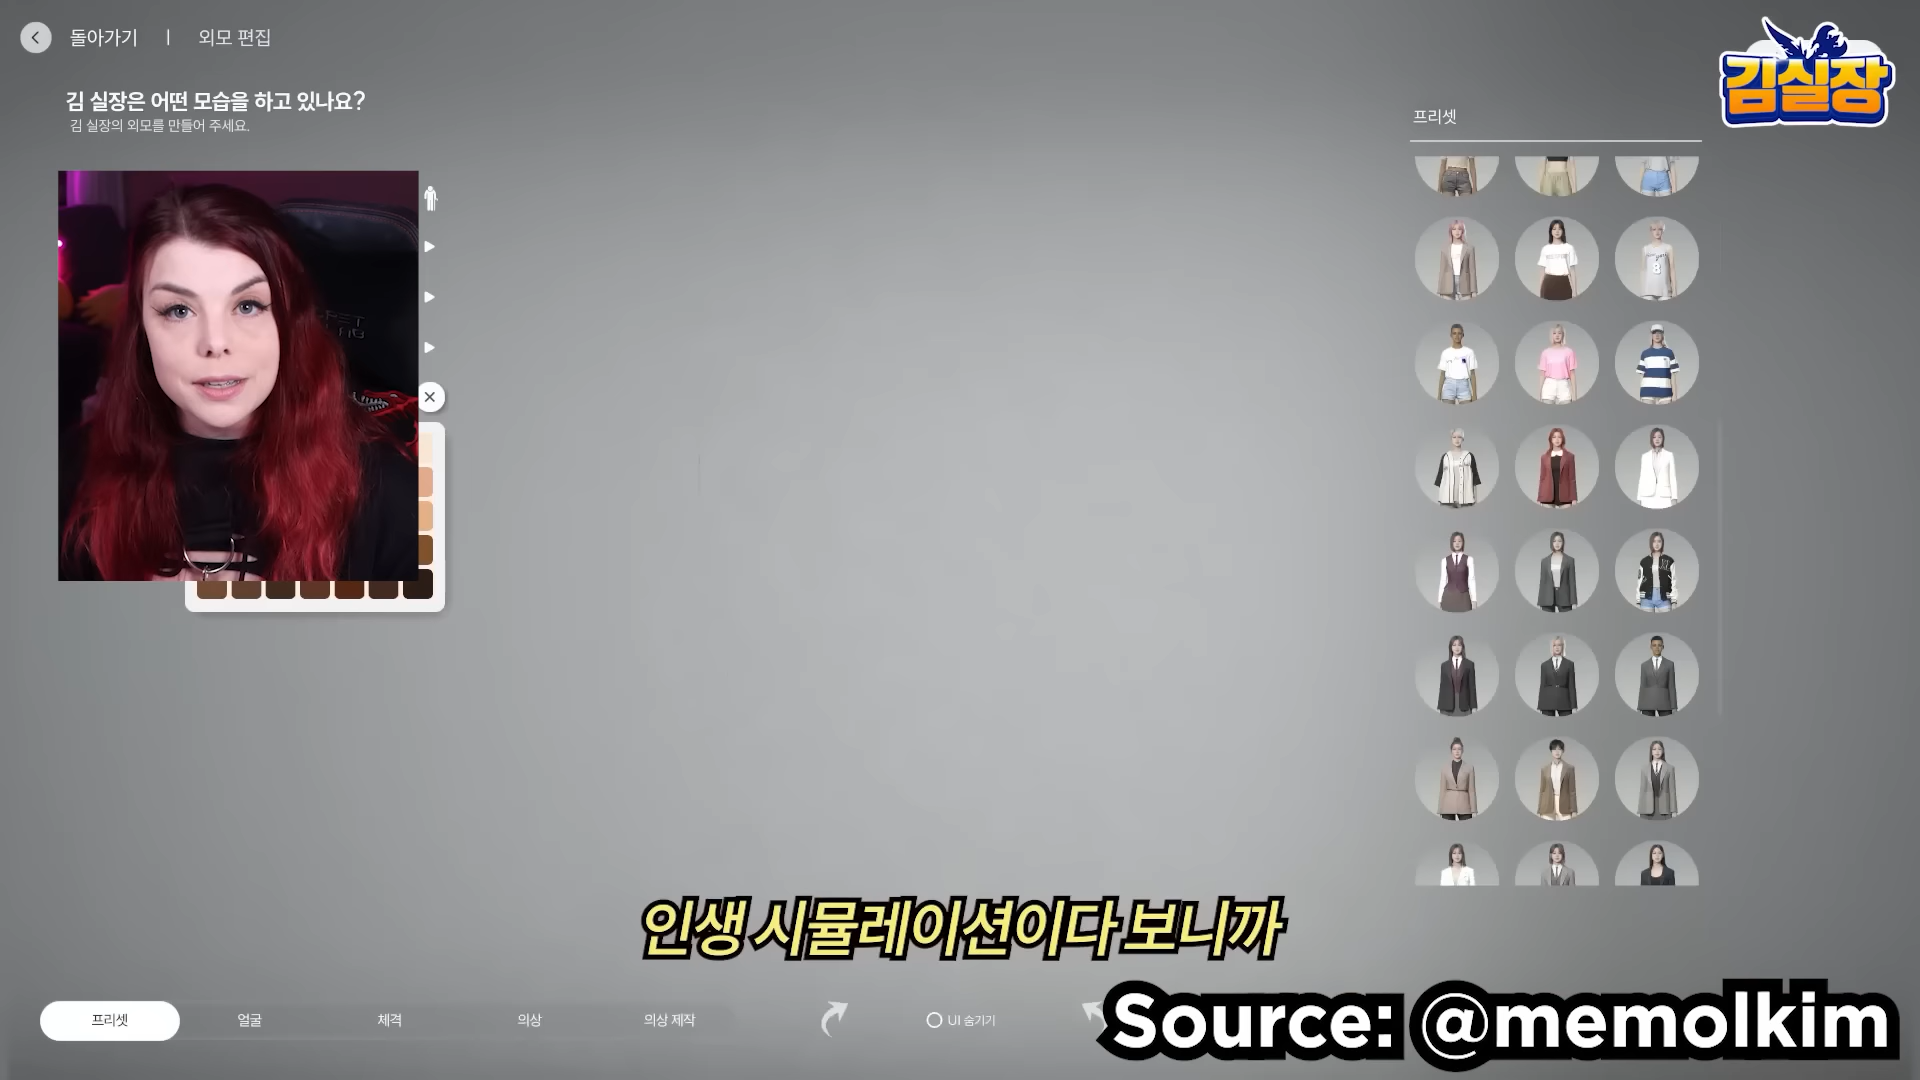 돌아가기 | 외모 편집
김 실장은 어떤 모습을 하고 있나요?
김 실장의 외모를 만들어 주세요.
김실장
프리셋
8
인생 시뮬레이션이다 보니까
프리셋 얼굴 체격 의상 의상 제작 UI 숨기기
Source: @memolkim